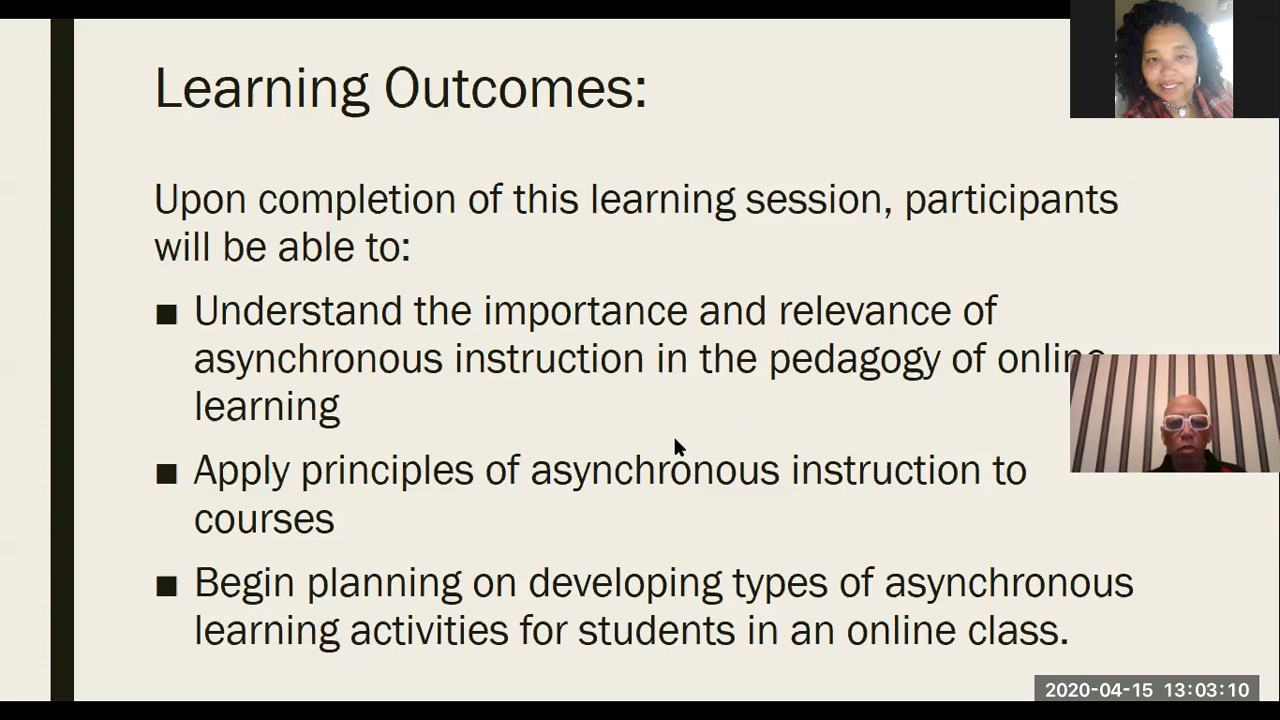 Learning Outcomes:
Upon completion of this learning session, participants
will be able to:
■ Understand the importance and relevance of
asynchronous instruction in the pedagogy of online
learning
■ Apply principles of asynchronous instruction to
courses
■ Begin planning on developing types of asynchronous
learning activities for students in an online class.
2020-04-15 13:03:10